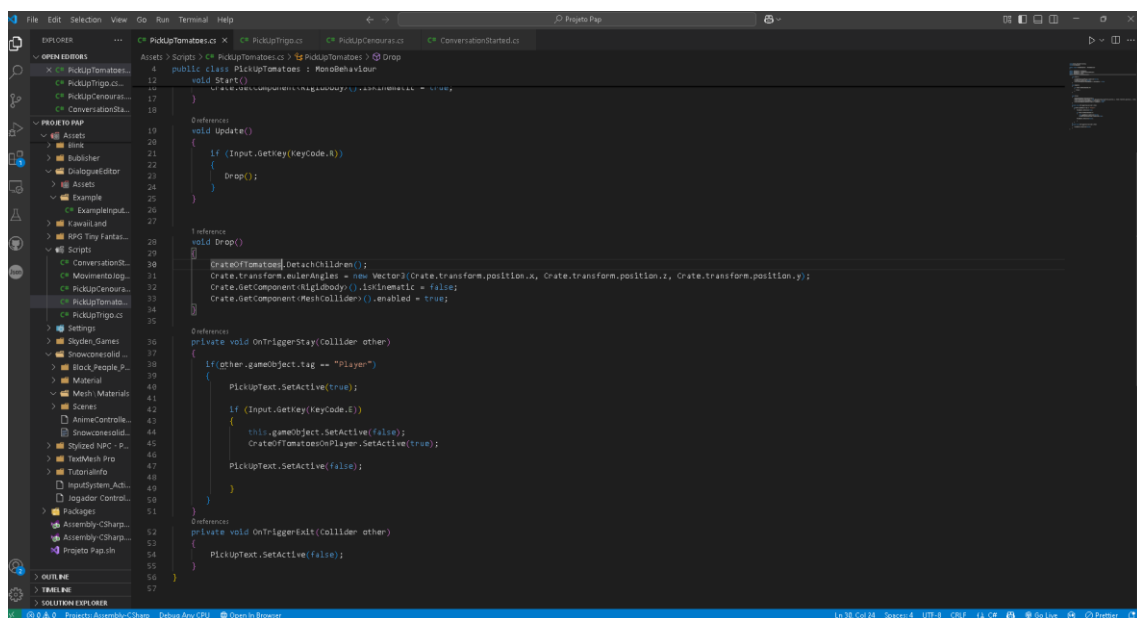 File Edit Selection View Go Run Terminal Help
Projeto Pap
EXPLORER
PickUpTomatoes.cs
PickUpTrigo.cs
PickUpCenouras.cs
ConversationStarted.cs
OPEN EDITORS
PickUpTomatoes...
PickUpTrigo.cs...
PickUpCenouras...
ConversationSta...
PROJETO PAP
Assets
Blink
Bublisher
DialogueEditor
Assets
Example
ExampleInput...
KawaiiLand
RPG Tiny Fantas...
Scripts
ConversationSt...
MovimentoJog...
PickUpCenoura...
PickUpTomato...
PickUpTrigo.cs
Settings
Skyden_Games
Snowconesolid ...
Block_People_P...
Material
Mesh\Materials
Scenes
AnimeControlle...
Snowconesolid...
Stylized NPC - P...
TextMesh Pro
TutorialInfo
InputSystem_Acti...
Jogador Control...
Packages
Assembly-CSharp...
Assembly-CSharp...
Projeto Pap.sln
OUTLINE
TIMELINE
SOLUTION EXPLORER
Assets > Scripts > PickUpTomatoes.cs > PickUpTomatoes > Drop
4 public class PickUpTomatoes : MonoBehaviour
12 void Start()
16 Crate.GetComponent<Rigidbody>().isKinematic = true;
17 }
18
0 references
19 void Update()
20 {
21 if (Input.GetKey(KeyCode.R))
22 {
23 Drop();
24 }
25 }
26
27
1 reference
28 void Drop()
29 {
30 CrateOfTomatoes.DetachChildren();
31 Crate.transform.eulerAngles = new Vector3(Crate.transform.position.x, Crate.transform.position.z, Crate.transform.position.y);
32 Crate.GetComponent<Rigidbody>().isKinematic = false;
33 Crate.GetComponent<MeshCollider>().enabled = true;
34 }
35
0 references
36 private void OnTriggerStay(Collider other)
37 {
38 if(other.gameObject.tag == "Player")
39 {
40 PickUpText.SetActive(true);
41
42 if (Input.GetKey(KeyCode.E))
43 {
44 this.gameObject.SetActive(false);
45 CrateOfTomatoesOnPlayer.SetActive(true);
46
47 PickUpText.SetActive(false);
48
49 }
50 }
51 }
0 references
52 private void OnTriggerExit(Collider other)
53 {
54 PickUpText.SetActive(false);
55 }
56 }
57
0 0 Projects: Assembly-CSharp Debug Any CPU Open In Browser Ln 30, Col 24 Spaces: 4 UTF-8 CRLF C# Go Live Prettier